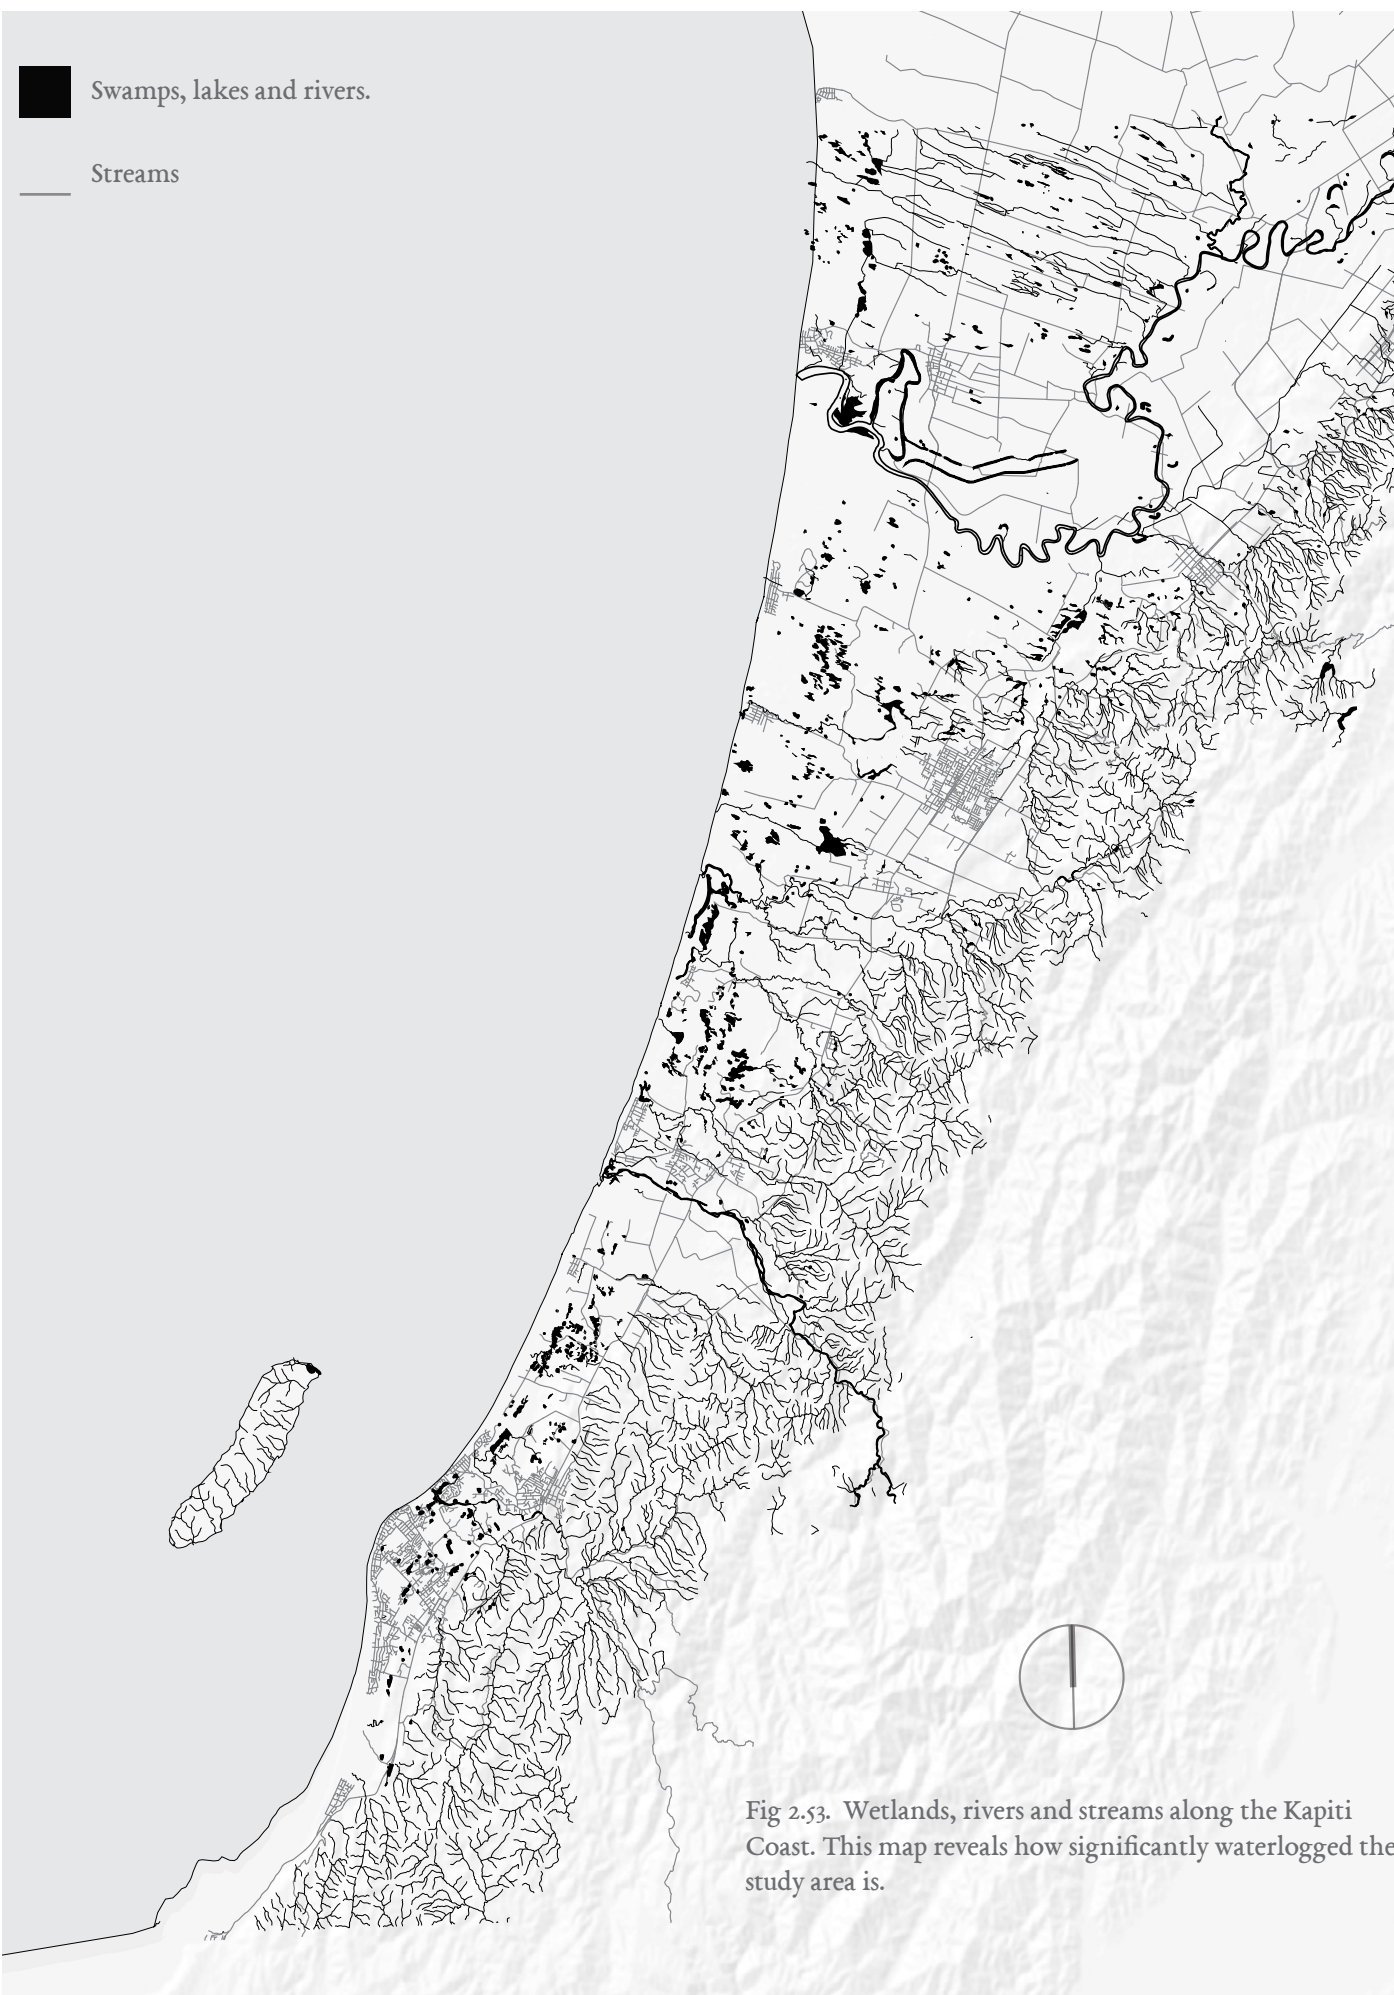 Swamps, lakes and rivers.
Streams
Fig 2.53.  Wetlands, rivers and streams along the Kapiti
Coast. This map reveals how significantly waterlogged the
study area is.